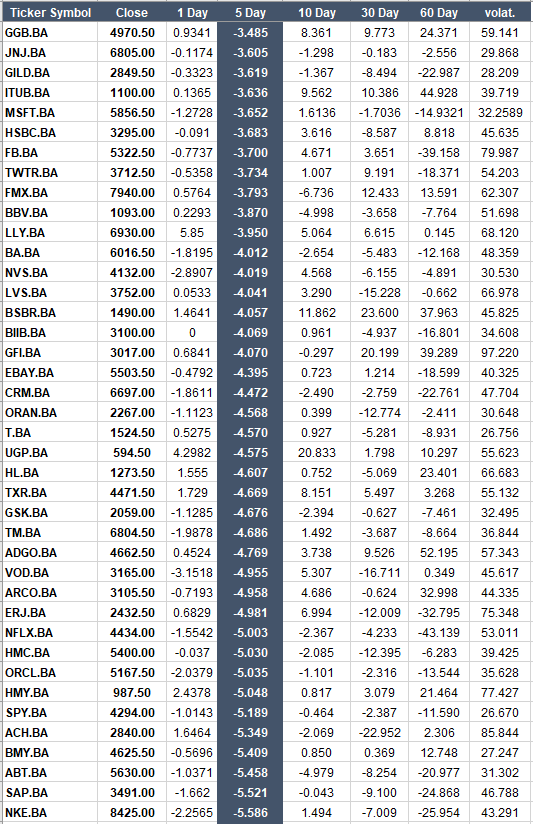 Ticker Symbol Close 1 Day 5 Day 10 Day 30 Day 60 Day volat.
GGB.BA 4970.50 0.9341 -3.485 8.361 9.773 24.371 59.141
JNJ.BA 6805.50 -0.1174 -3.605 -1.298 -0.183 -2.556 29.868
GILD.BA 2849.50 -0.3323 -3.619 -1.367 -8.494 -22.987 28.209
ITUB.BA 1100.00 0.1365 -3.636 9.562 10.386 44.928 39.719
MSFT.BA 5856.50 -1.2728 -3.652 1.6136 -1.7036 -14.9321 32.2589
HSBC.BA 3295.00 -0.091 -3.683 3.616 -8.587 8.818 45.635
FB.BA 5322.50 -0.7737 -3.700 4.671 3.651 -39.158 79.987
TWTR.BA 3712.50 -0.5358 -3.734 1.007 9.191 -18.371 54.203
FMX.BA 7940.00 0.5764 -3.793 -6.736 12.433 13.591 62.307
BBV.BA 1093.00 0.2293 -3.870 -4.998 -3.658 -7.764 51.698
LLY.BA 6930.00 5.85 -3.950 5.064 6.615 0.145 68.120
BA.BA 6016.50 -1.8195 -4.012 -2.654 -5.483 -12.168 48.359
NVS.BA 4132.00 -2.8907 -4.019 4.568 -6.155 -4.891 30.530
LVS.BA 3752.00 0.0533 -4.041 3.290 -15.228 -0.662 66.978
BSBR.BA 1490.00 1.4641 -4.057 11.862 23.600 37.963 45.825
BIIB.BA 3100.00 0 -4.069 0.961 -4.937 -16.801 34.608
GFI.BA 3017.00 0.6841 -4.070 -0.297 20.199 39.289 97.220
EBAY.BA 5503.50 -0.4792 -4.395 0.723 1.214 -18.599 40.325
CRM.BA 6697.00 -1.8611 -4.472 -2.490 -2.759 -22.761 47.704
ORAN.BA 2267.00 -1.1123 -4.568 0.399 -12.774 -2.411 30.648
T.BA 1524.50 0.5275 -4.570 0.927 -5.281 -8.931 26.756
UGP.BA 594.50 4.2982 -4.575 20.833 1.798 10.297 55.623
HL.BA 1273.50 1.555 -4.607 0.752 -5.069 23.401 66.683
TXR.BA 4471.50 1.729 -4.669 8.151 5.497 3.268 55.132
GSK.BA 2059.00 -1.1285 -4.676 -2.394 -0.627 -7.461 32.495
TM.BA 6804.50 -1.9878 -4.686 1.492 -3.687 -8.664 36.844
ADGO.BA 4662.50 0.4524 -4.769 3.738 9.526 52.195 57.343
VOD.BA 3165.00 -3.1518 -4.955 5.307 -16.711 0.349 45.617
ARCO.BA 3105.50 -0.7193 -4.958 4.686 -0.624 32.998 44.335
ERJ.BA 2432.50 0.6829 -4.981 6.994 -12.009 -32.795 75.348
NFLX.BA 4434.00 -1.5542 -5.003 -2.367 -4.233 -43.139 53.011
HMC.BA 5400.00 -0.037 -5.030 -2.085 -12.395 -6.283 39.425
ORCL.BA 5167.50 -2.0379 -5.035 -1.101 -2.316 -13.544 35.628
HMY.BA 987.50 2.4378 -5.048 0.817 3.079 21.464 77.427
SPY.BA 4294.00 -1.0143 -5.189 -0.464 -2.387 -11.590 26.670
ACH.BA 2840.00 1.6464 -5.349 -2.069 -22.952 2.306 85.844
BMY.BA 4625.50 -0.5696 -5.409 0.850 0.369 12.748 27.247
ABT.BA 5630.00 -1.0371 -5.458 -4.979 -8.254 -20.977 31.302
SAP.BA 3491.00 -1.662 -5.521 -0.043 -9.100 -24.868 46.788
NKE.BA 8425.00 -2.2565 -5.586 1.494 -7.009 -25.954 43.291